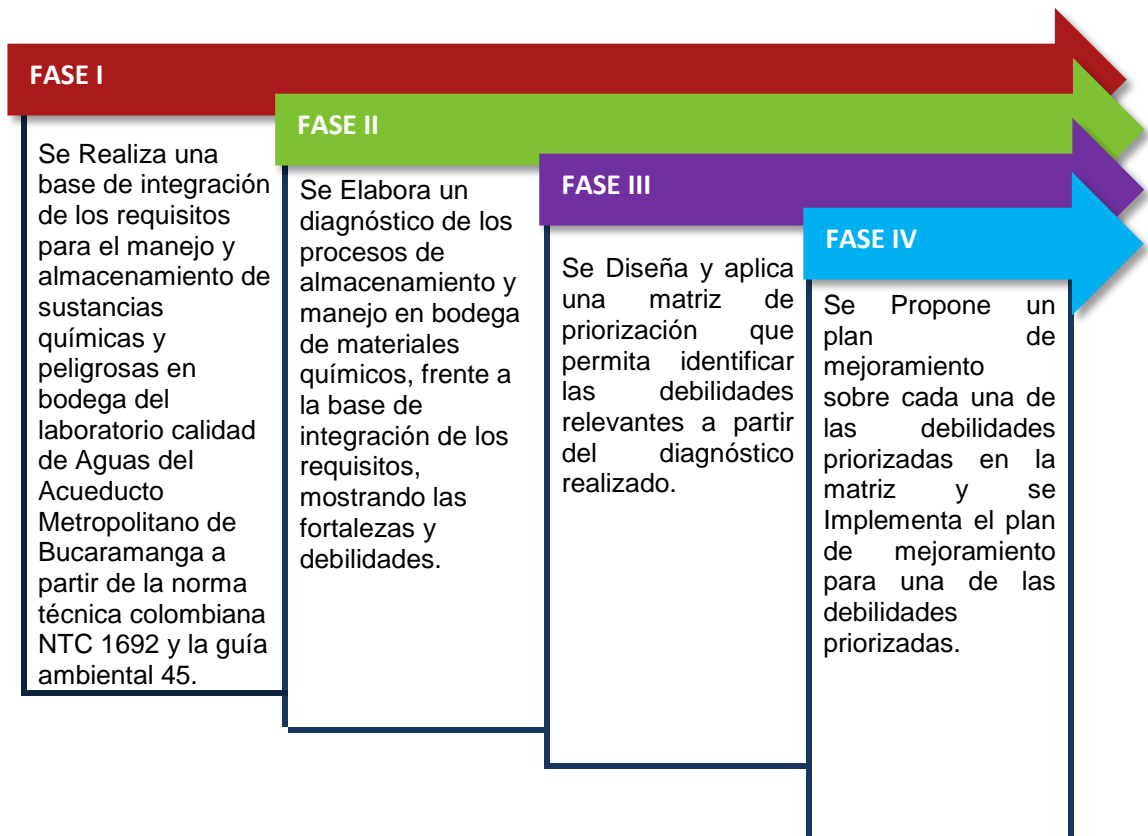 FASE I
Se Realiza una
base de integración
de los requisitos
para el manejo y
almacenamiento de
sustancias
químicas y
peligrosas en
bodega del
laboratorio calidad
de Aguas del
Acueducto
Metropolitano de
Bucaramanga a
partir de la norma
técnica colombiana
NTC 1692 y la guía
ambiental 45.
FASE II
Se Elabora un
diagnóstico de los
procesos de
almacenamiento y
manejo en bodega
de materiales
químicos, frente a
la base de
integración de los
requisitos,
mostrando las
fortalezas y
debilidades.
FASE III
Se Diseña y aplica
una matriz de
priorización que
permita identificar
las debilidades
relevantes a partir
del diagnóstico
realizado.
FASE IV
Se Propone un
plan de
mejoramiento
sobre cada una de
las debilidades
priorizadas en la
matriz y se
Implementa el plan
de mejoramiento
para una de las
debilidades
priorizadas.